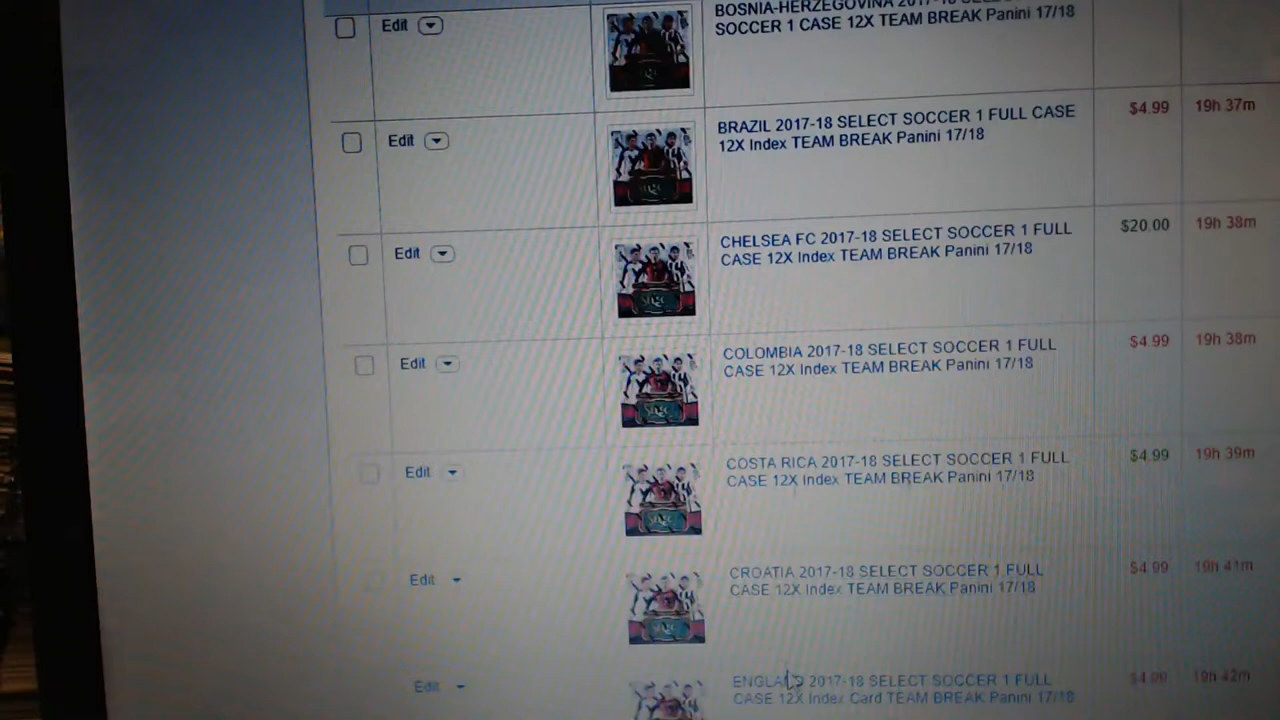 BOSNIA-HERZEGOVINA 2017-18
Edit
SOCCER 1 CASE 12X TEAM BREAK Panini 17/18
BRAZIL 2017-18 SELECT SOCCER 1 FULL CASE
12X Index TEAM BREAK Panini 17/18
$4.99
19h 37m
Edit
CHELSEA FC 2017-18 SELECT SOCCER 1 FULL
CASE 12X Index TEAM BREAK Panini 17/18
$20.00
19h 38m
Edit
COLOMBIA 2017-18 SELECT SOCCER 1 FULL
CASE 12X Index TEAM BREAK Panini 17/18
$4.99
19h 38m
Edit
COSTA RICA 2017-18 SELECT SOCCER 1 FULL
CASE 12X Index TEAM BREAK Panini 17/18
$4.99
19h 39m
Edit
CROATIA 2017-18 SELECT SOCCER 1 FULL
CASE 12X Index TEAM BREAK Panini 17/18
$4.99
19h 41m
Edit
ENGLAND 2017-18 SELECT SOCCER 1 FULL
CASE 12X Index Card TEAM BREAK Panini 17/18
$4.99
19h 42m
Edit